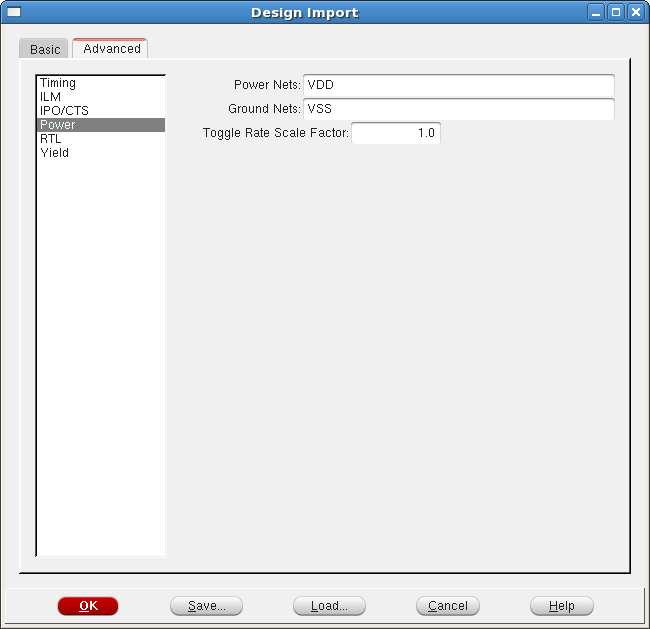 Design Import
Basic
Advanced
Timing
ILM
IPO/CTS
Power
RTL
Yield
Power Nets: VDD
Ground Nets: VSS
Toggle Rate Scale Factor: 1.0
OK
Save...
Load...
Cancel
Help